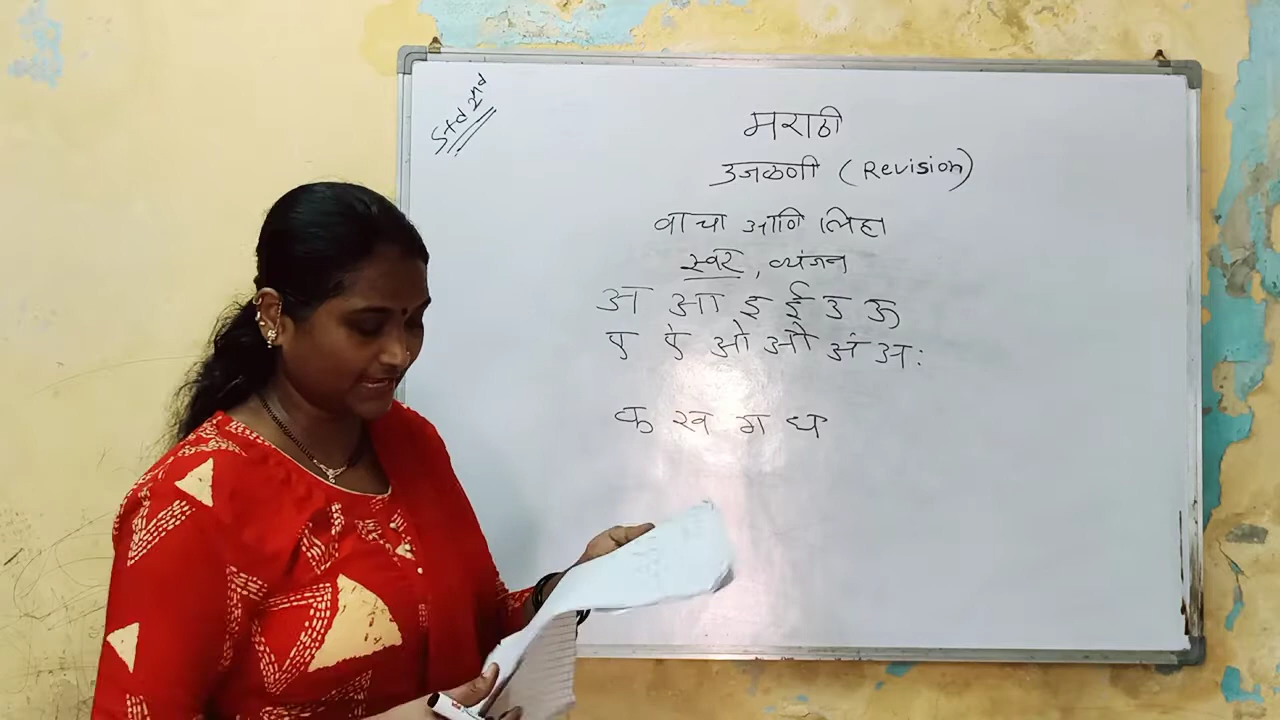 Std 2nd
मराठी
उजळणी (Revision)
वाचा आणि लिहा
स्वर, व्यंजन
अ आ इ ई उ ऊ
ए ऐ ओ औ अं अः
क ख ग घ